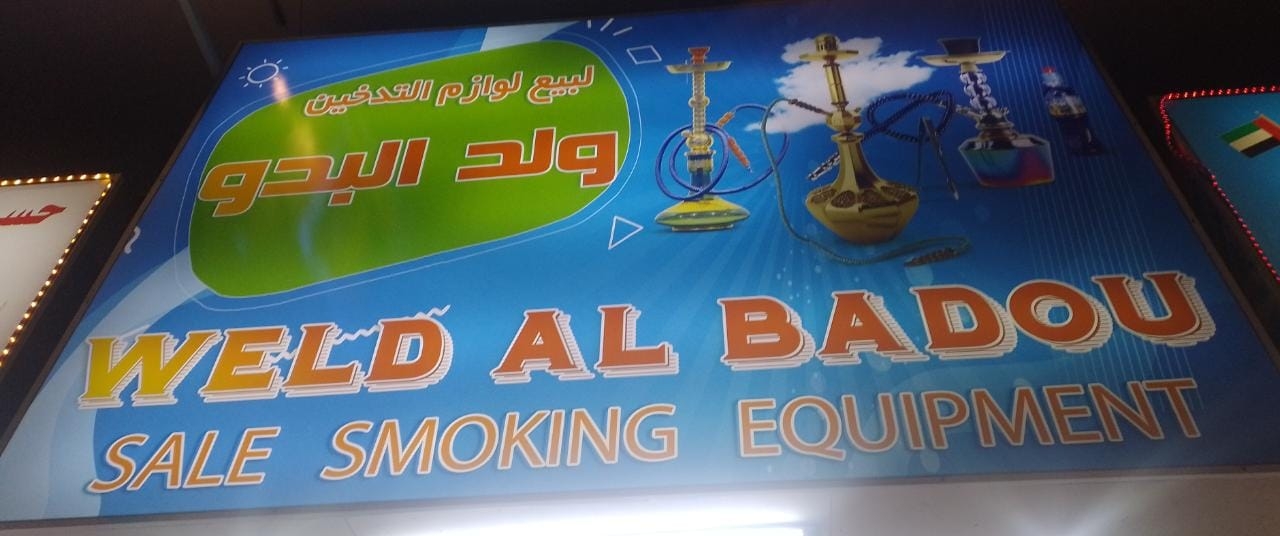 لبيع لوازم التدخين
ولد البدو
WELD AL BADOU
SALE SMOKING EQUIPMENT